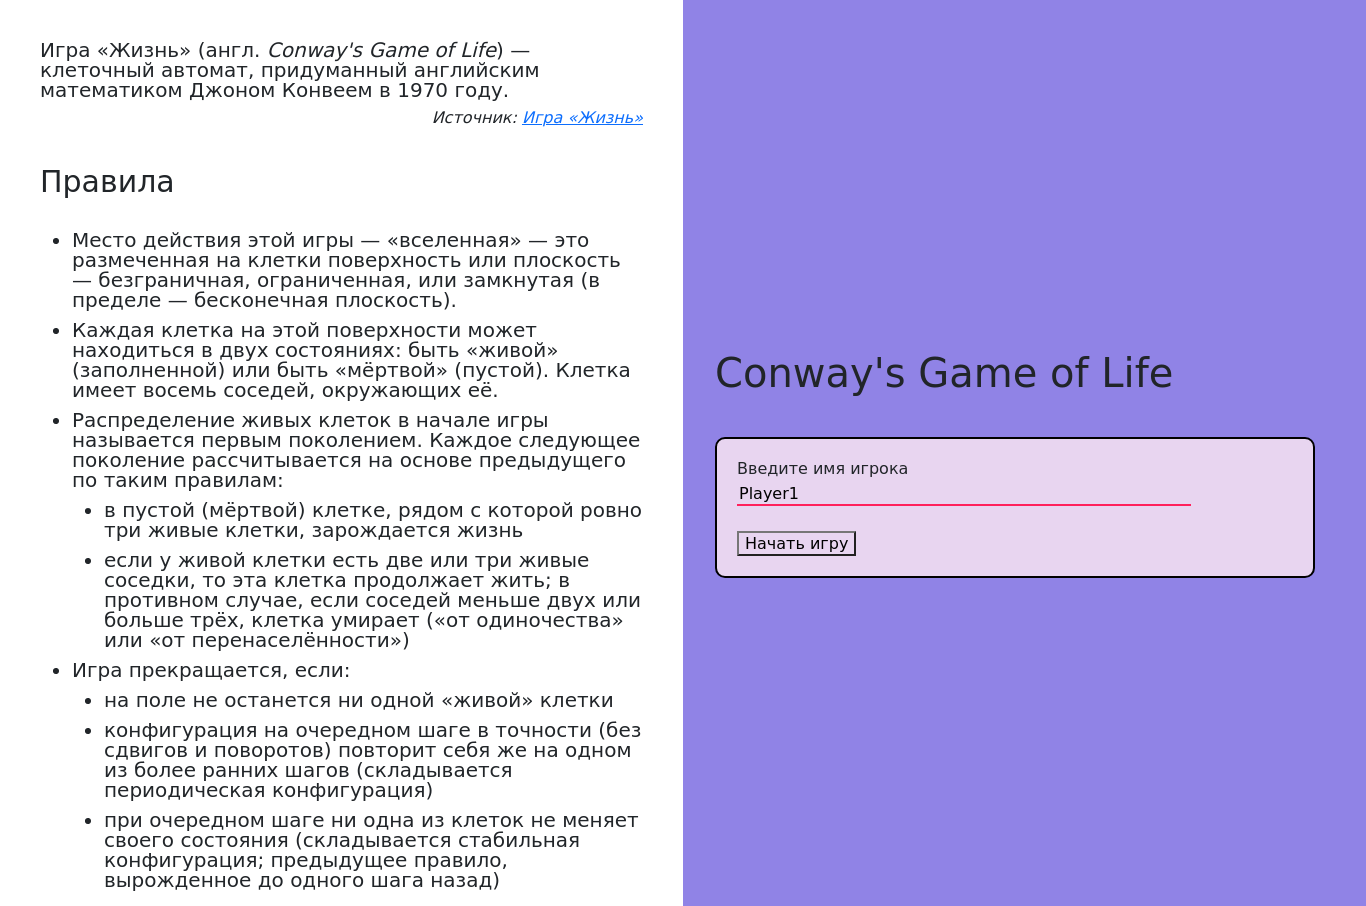 Игра «Жизнь» (англ. Conway's Game of Life) —
клеточный автомат, придуманный английским
математиком Джоном Конвеем в 1970 году.
Источник: Игра «Жизнь»
Правила
• Место действия этой игры — «вселенная» — это
размеченная на клетки поверхность или плоскость
— безграничная, ограниченная, или замкнутая (в
пределе — бесконечная плоскость).
• Каждая клетка на этой поверхности может
находиться в двух состояниях: быть «живой»
(заполненной) или быть «мёртвой» (пустой). Клетка
имеет восемь соседей, окружающих её.
• Распределение живых клеток в начале игры
называется первым поколением. Каждое следующее
поколение рассчитывается на основе предыдущего
по таким правилам:
• в пустой (мёртвой) клетке, рядом с которой ровно
три живые клетки, зарождается жизнь
• если у живой клетки есть две или три живые
соседки, то эта клетка продолжает жить; в
противном случае, если соседей меньше двух или
больше трёх, клетка умирает («от одиночества»
или «от перенаселённости»)
• Игра прекращается, если:
• на поле не останется ни одной «живой» клетки
• конфигурация на очередном шаге в точности (без
сдвигов и поворотов) повторит себя же на одном
из более ранних шагов (складывается
периодическая конфигурация)
• при очередном шаге ни одна из клеток не меняет
своего состояния (складывается стабильная
конфигурация; предыдущее правило,
вырожденное до одного шага назад)
Conway's Game of Life
Введите имя игрока
Player1
Начать игру